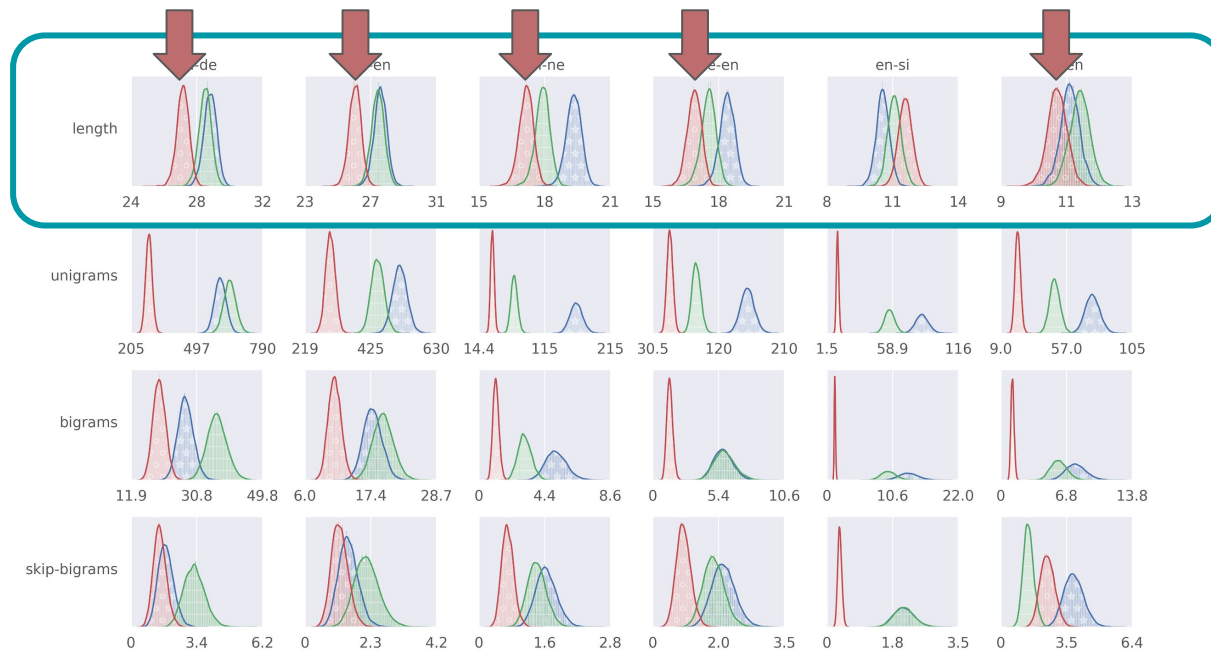 -de -en -ne e-en en-si en
length
24 28 32 23 27 31 15 18 21 15 18 21 8 11 14 9 11 13
unigrams
205 497 790 219 425 630 14.4 115 215 30.5 120 210 1.5 58.9 116 9.0 57.0 105
bigrams
11.9 30.8 49.8 6.0 17.4 28.7 0 4.4 8.6 0 5.4 10.6 0 10.6 22.0 0 6.8 13.8
skip-bigrams
0 3.4 6.2 0 2.3 4.2 0 1.6 2.8 0 2.0 3.5 0 1.8 3.5 0 3.5 6.4